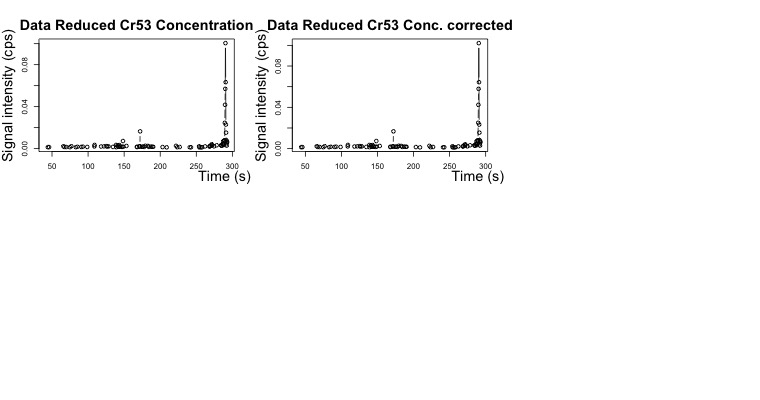 Data Reduced Cr53 Concentration
Signal intensity (cps)
0.00 0.04 0.08
50 100 150 200 250 300
Time (s)
Data Reduced Cr53 Conc. corrected
Signal intensity (cps)
0.00 0.04 0.08
50 100 150 200 250 300
Time (s)